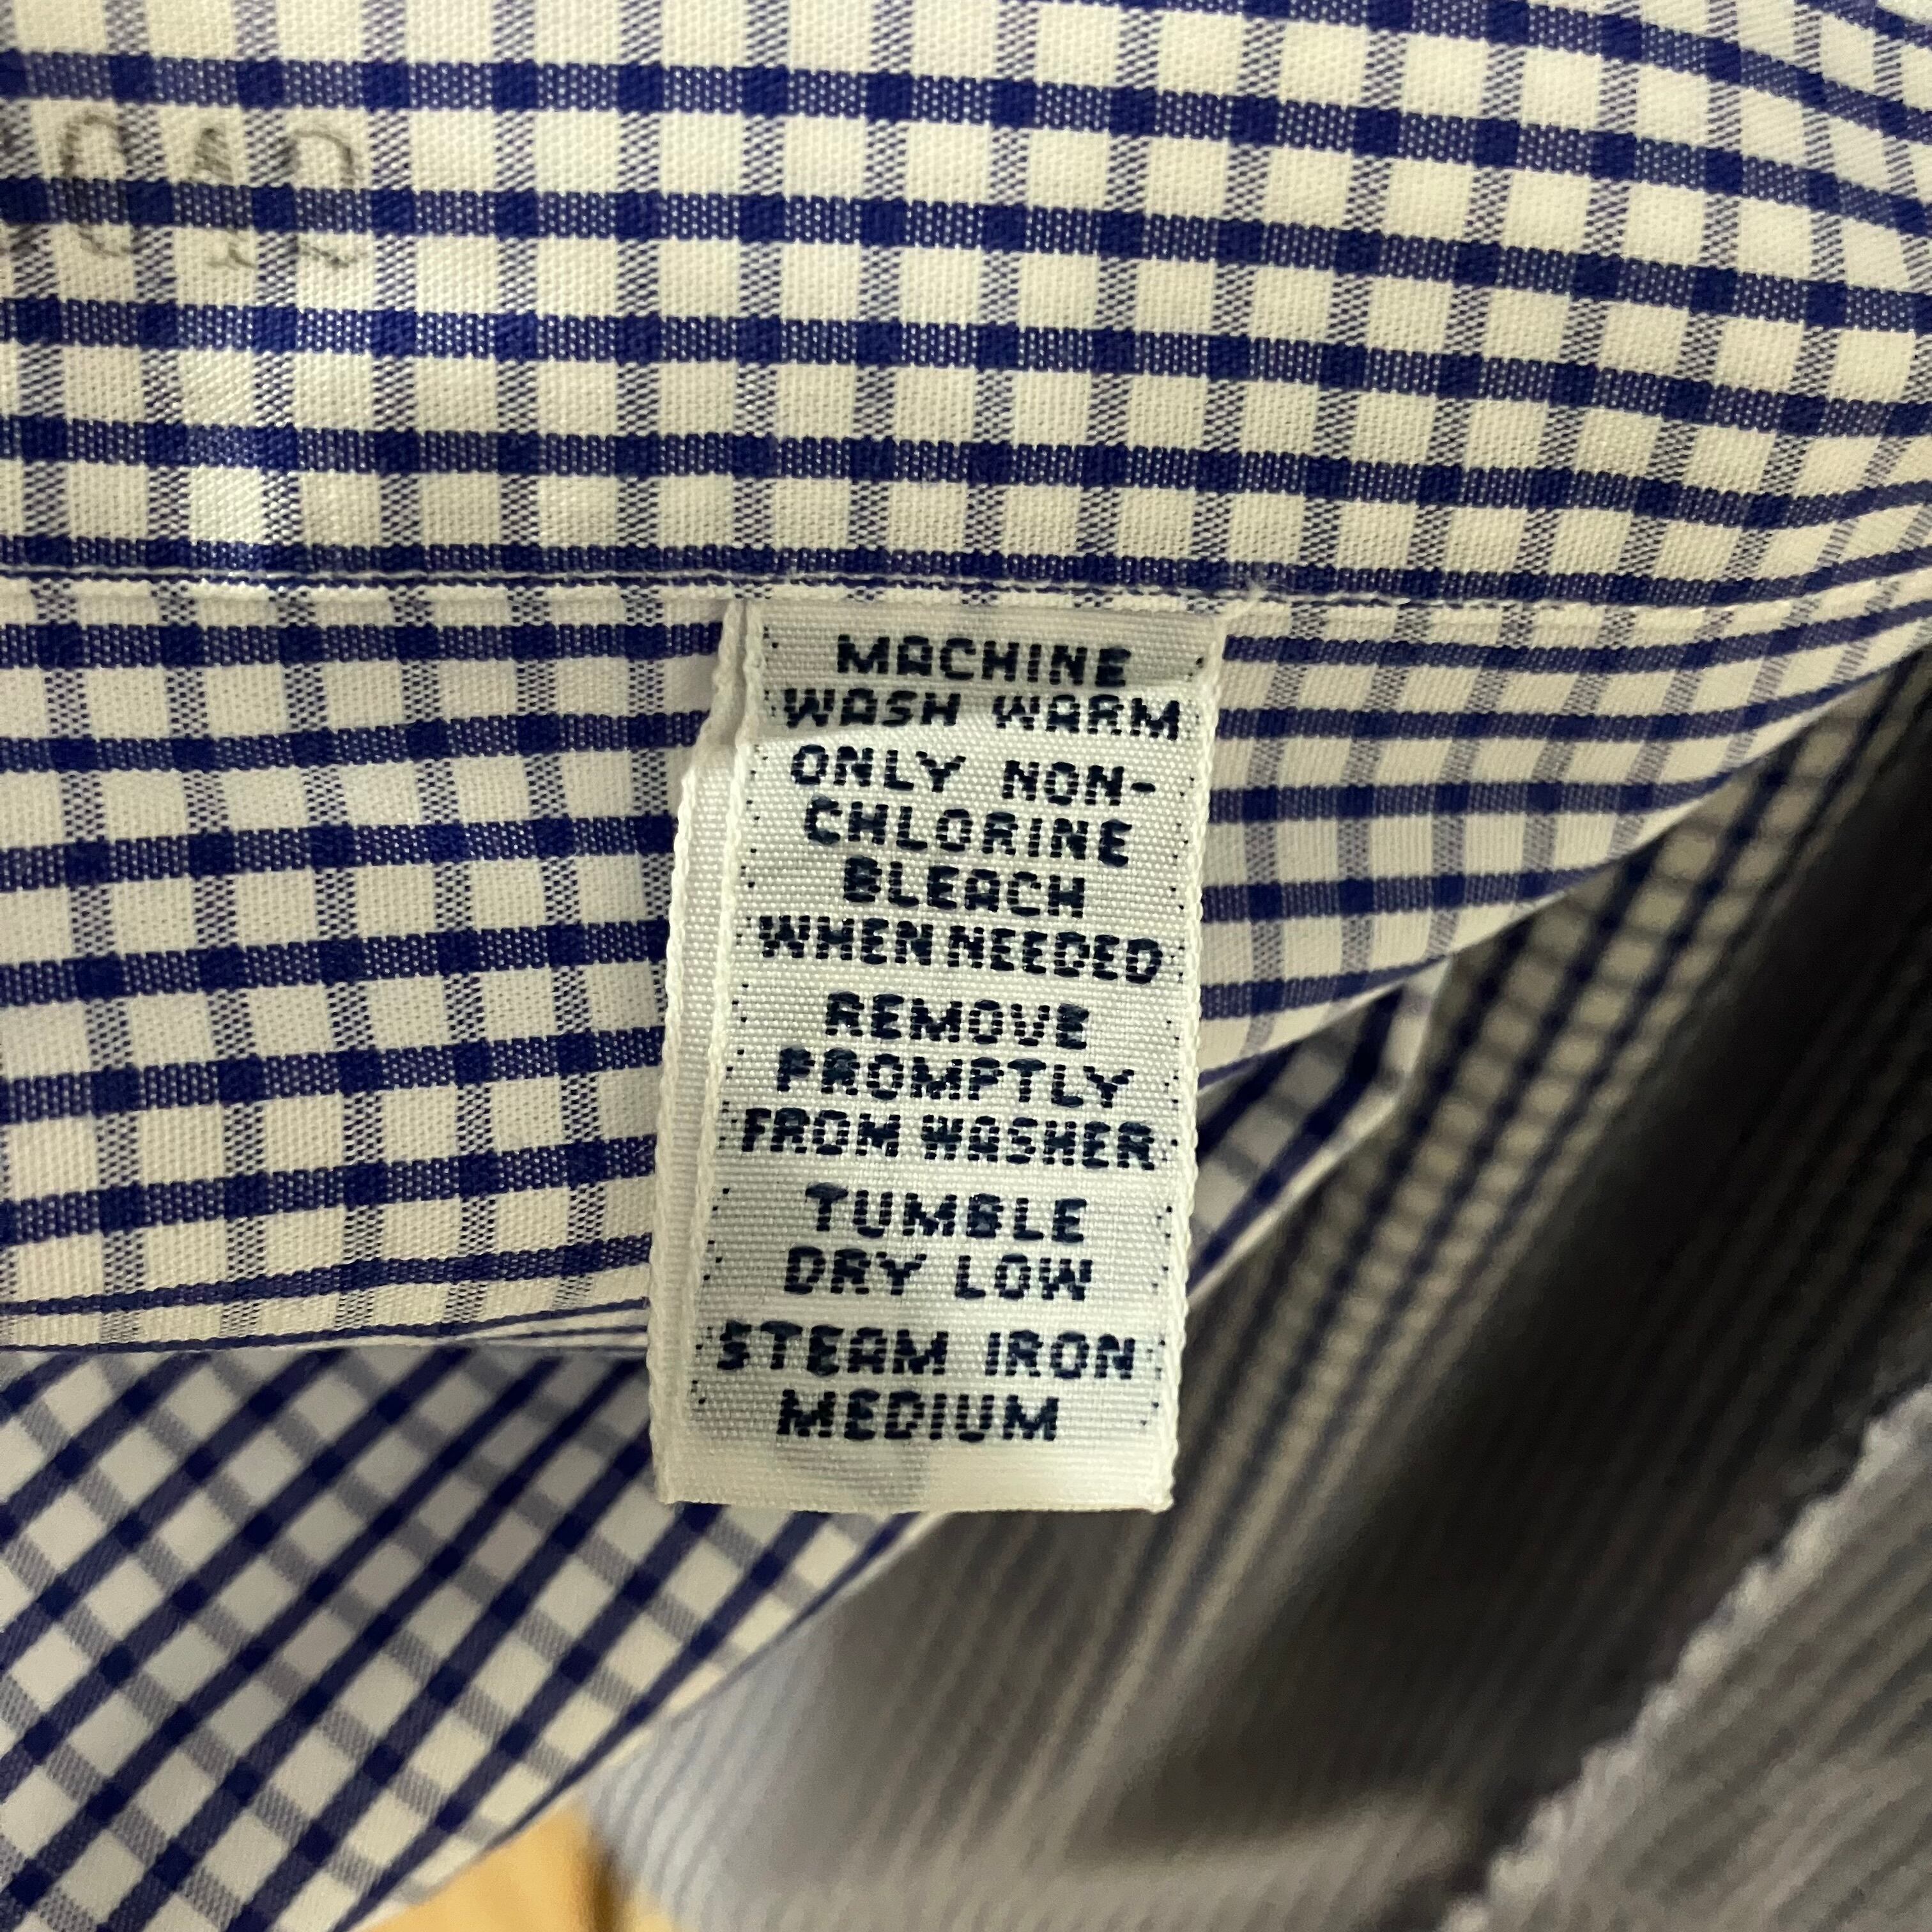 MACHINE
WASH WARM
ONLY NON-
CHLORINE
BLEACH
WHEN NEEDED
REMOVE
PROMPTLY
FROM WASHER
TUMBLE
DRY LOW
STEAM IRON
MEDIUM